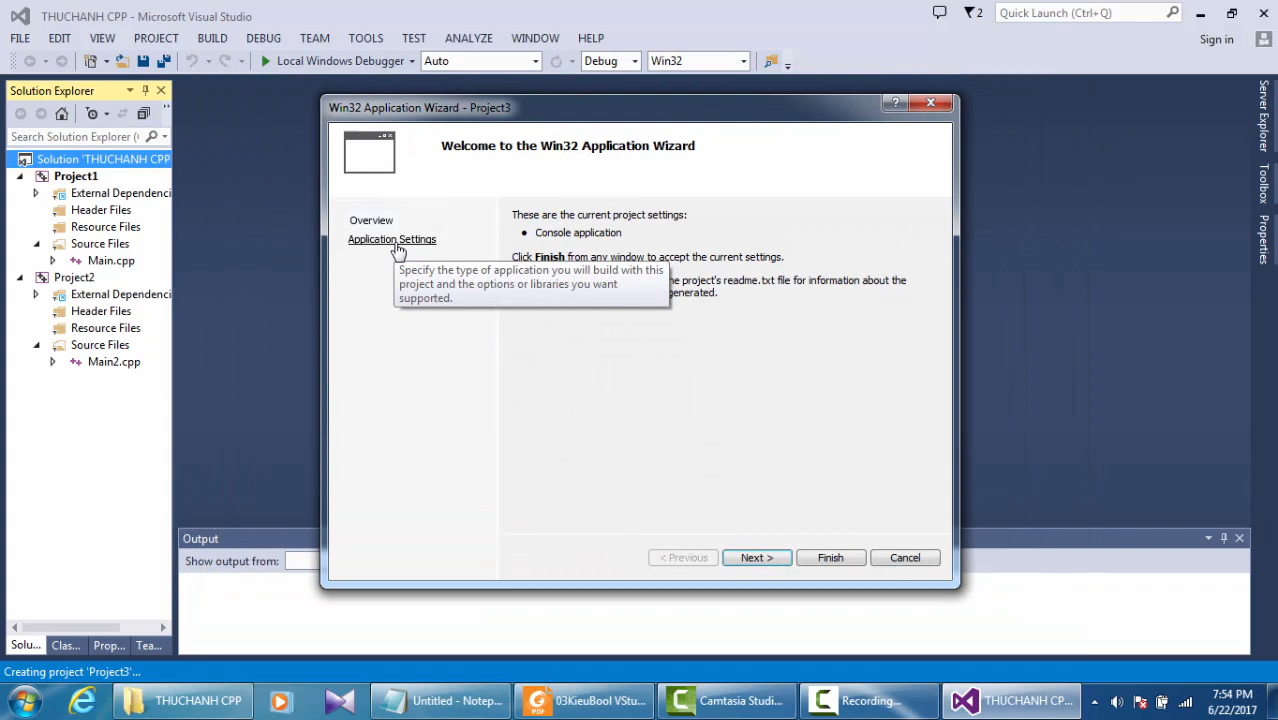 THUCHANH CPP - Microsoft Visual Studio
2
Quick Launch (Ctrl+Q)
FILE EDIT VIEW PROJECT BUILD DEBUG TEAM TOOLS TEST ANALYZE WINDOW HELP
Sign in
Local Windows Debugger Auto Debug Win32
Solution Explorer
Search Solution Explorer (
Solution 'THUCHANH CPP
Project1
External Dependenci
Header Files
Resource Files
Source Files
Main.cpp
Project2
External Dependenci
Header Files
Resource Files
Source Files
Main2.cpp
Solu... Clas... Prop... Tea...
Win32 Application Wizard - Project3
Welcome to the Win32 Application Wizard
Overview
Application Settings
Specify the type of application you will build with this
project and the options or libraries you want
supported.
These are the current project settings:
• Console application
Click Finish from any window to accept the current settings.
he project's readme.txt file for information about the
generated.
< Previous Next > Finish Cancel
Server Explorer
Toolbox
Properties
Output
Show output from:
Creating project 'Project3'...
THUCHANH CPP
Untitled - Notep...
PDF
03KieuBool VStu...
Camtasia Studi...
Recording...
THUCHANH CP...
7:54 PM
6/22/2017